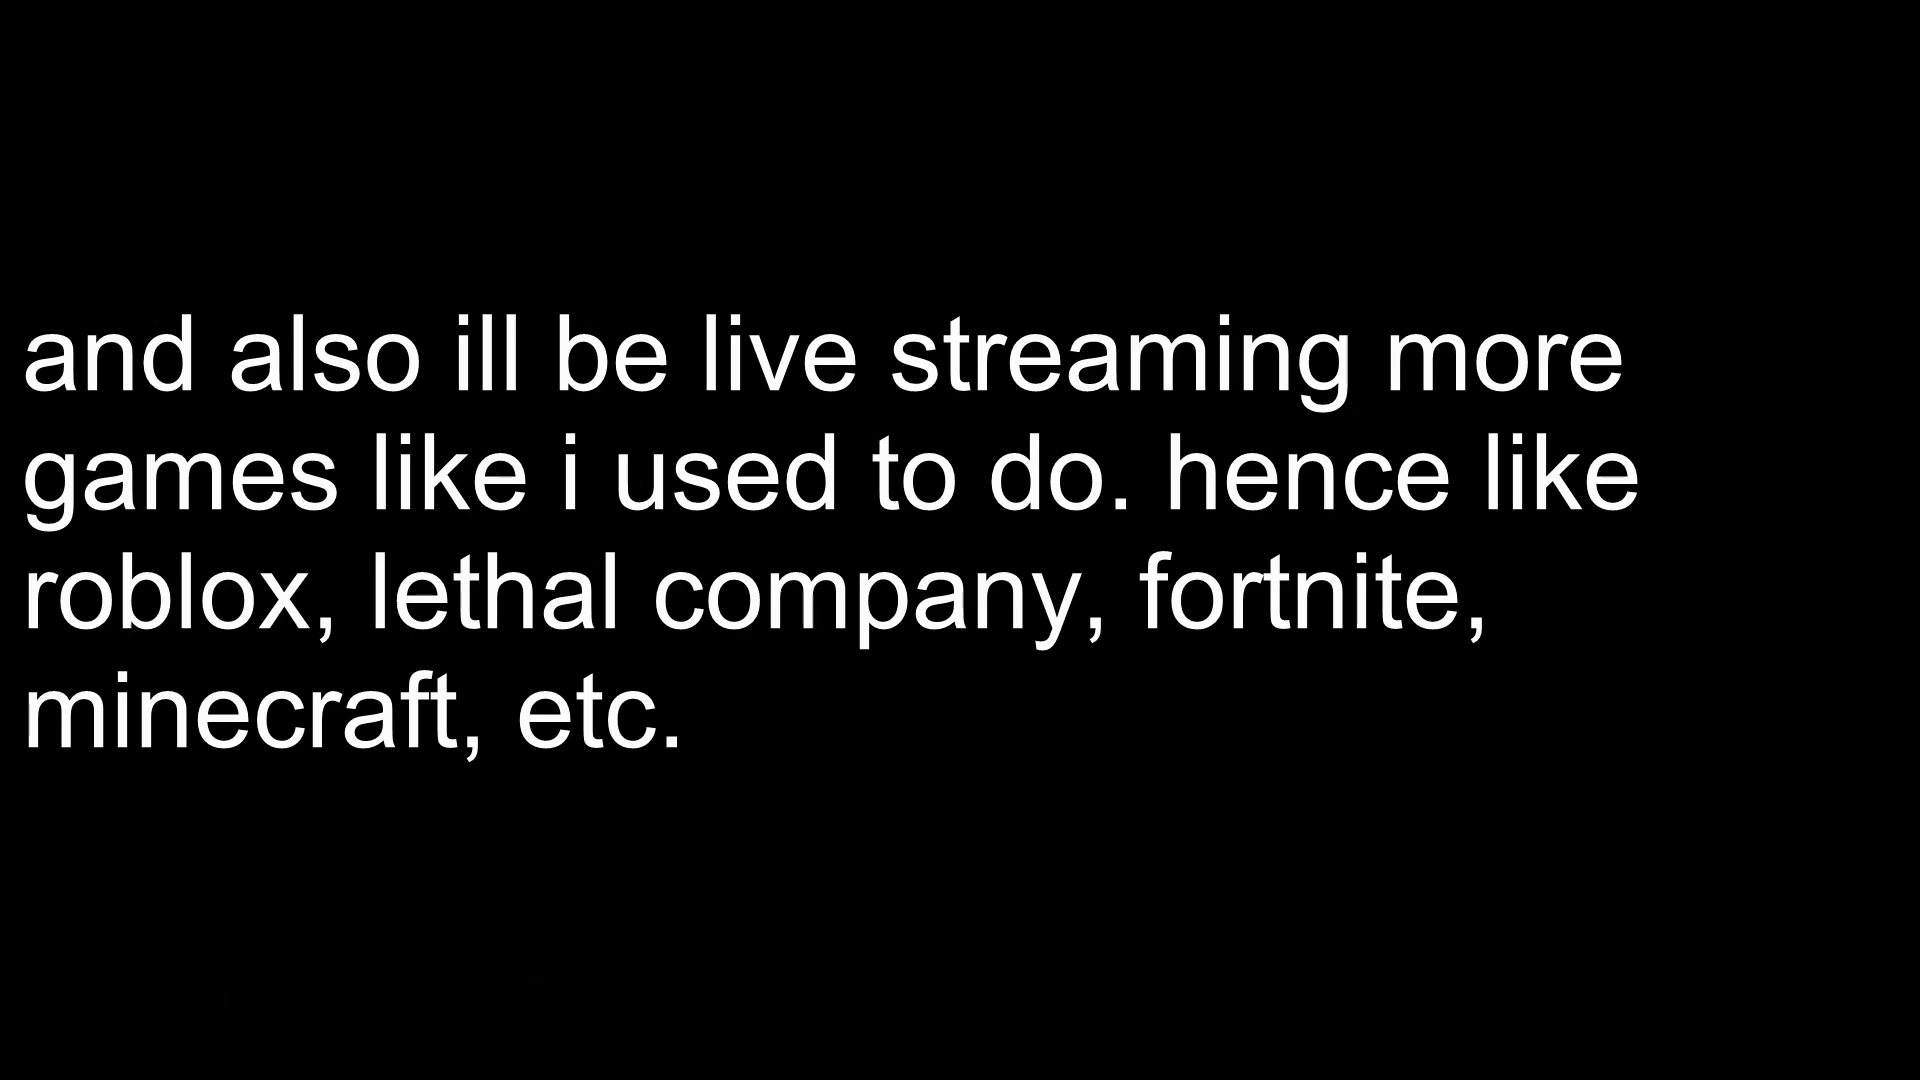 and also ill be live streaming more
games like i used to do. hence like
roblox, lethal company, fortnite,
minecraft, etc.